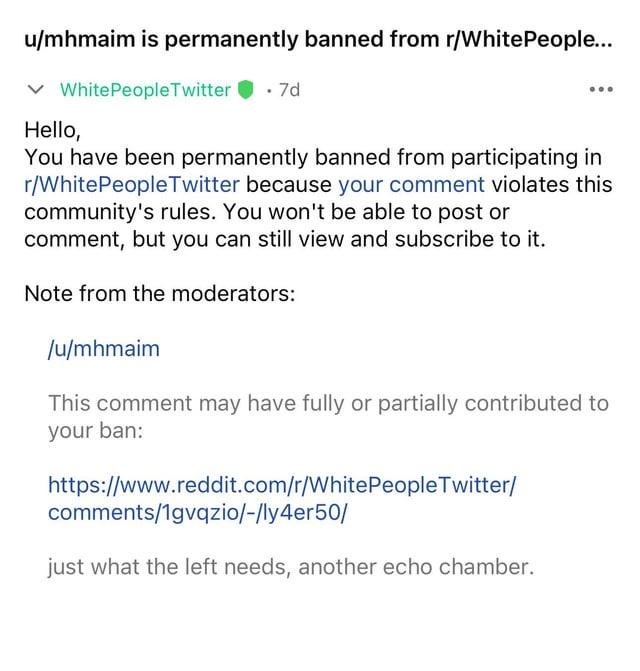 u/mhmaim is permanently banned from r/WhitePeople...
WhitePeopleTwitter • 7d
Hello,
You have been permanently banned from participating in
r/WhitePeopleTwitter because your comment violates this
community's rules. You won't be able to post or
comment, but you can still view and subscribe to it.
Note from the moderators:
/u/mhmaim
This comment may have fully or partially contributed to
your ban:
https://www.reddit.com/r/WhitePeopleTwitter/
comments/1gvqzio/-/ly4er50/
just what the left needs, another echo chamber.